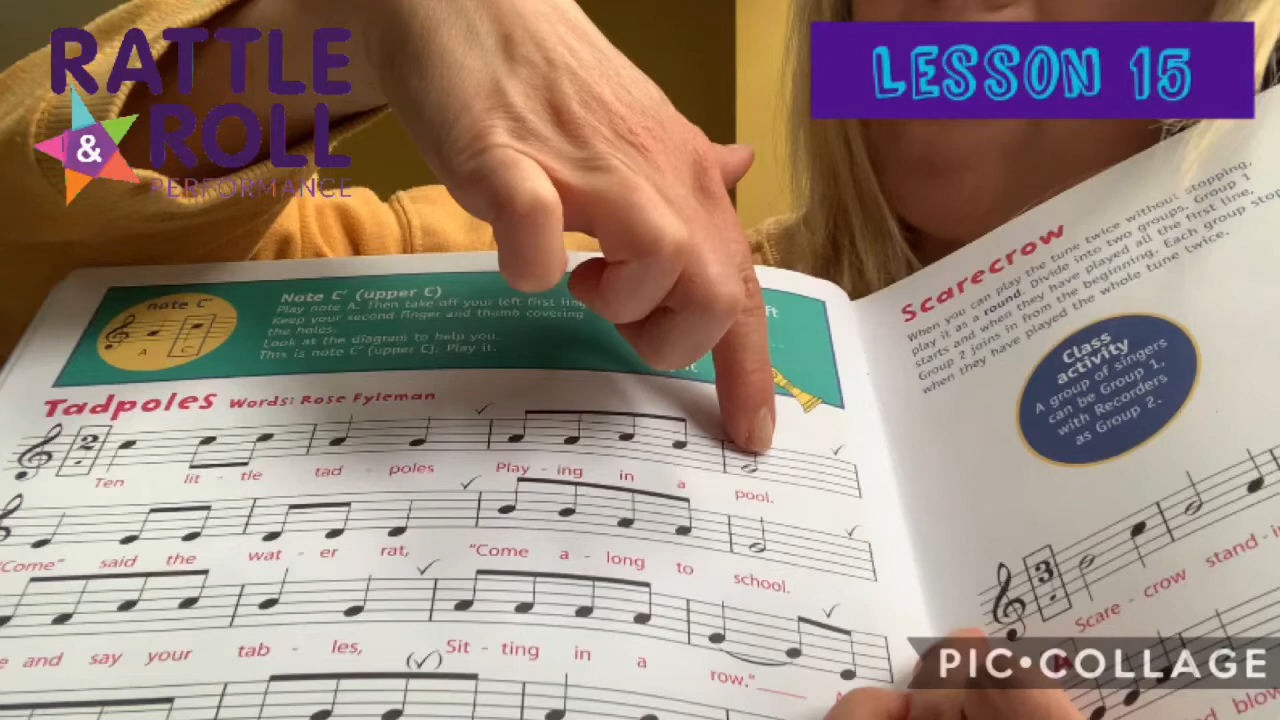 RATTLE
& ROLL
PERFORMANCE
LESSON 15
note C'
A C'
Note C' (upper C)
Play note A. Then take off your left first
Keep your second finger and thumb covering
the holes.
Look at the diagram to help you.
This is note C' (upper C). Play it.
Tadpoles Words: Rose Fyleman
2
Ten lit - tle tad - poles Play - ing in a pool.
"Come" said the wat - er rat, "Come a - long to school.
and say your tab - les, Sit - ting in a row."
Scarecrow
When you can play the tune twice without stopping,
play it as a round. Divide into two groups. Group 1
starts and when they have played all the first line,
Group 2 joins in from the beginning. Each group
when they have played the whole tune twice.
Class
activity
A group of singers
can be Group 1,
with Recorders
as Group 2.
3
Scare - crow
PIC•COLLAGE